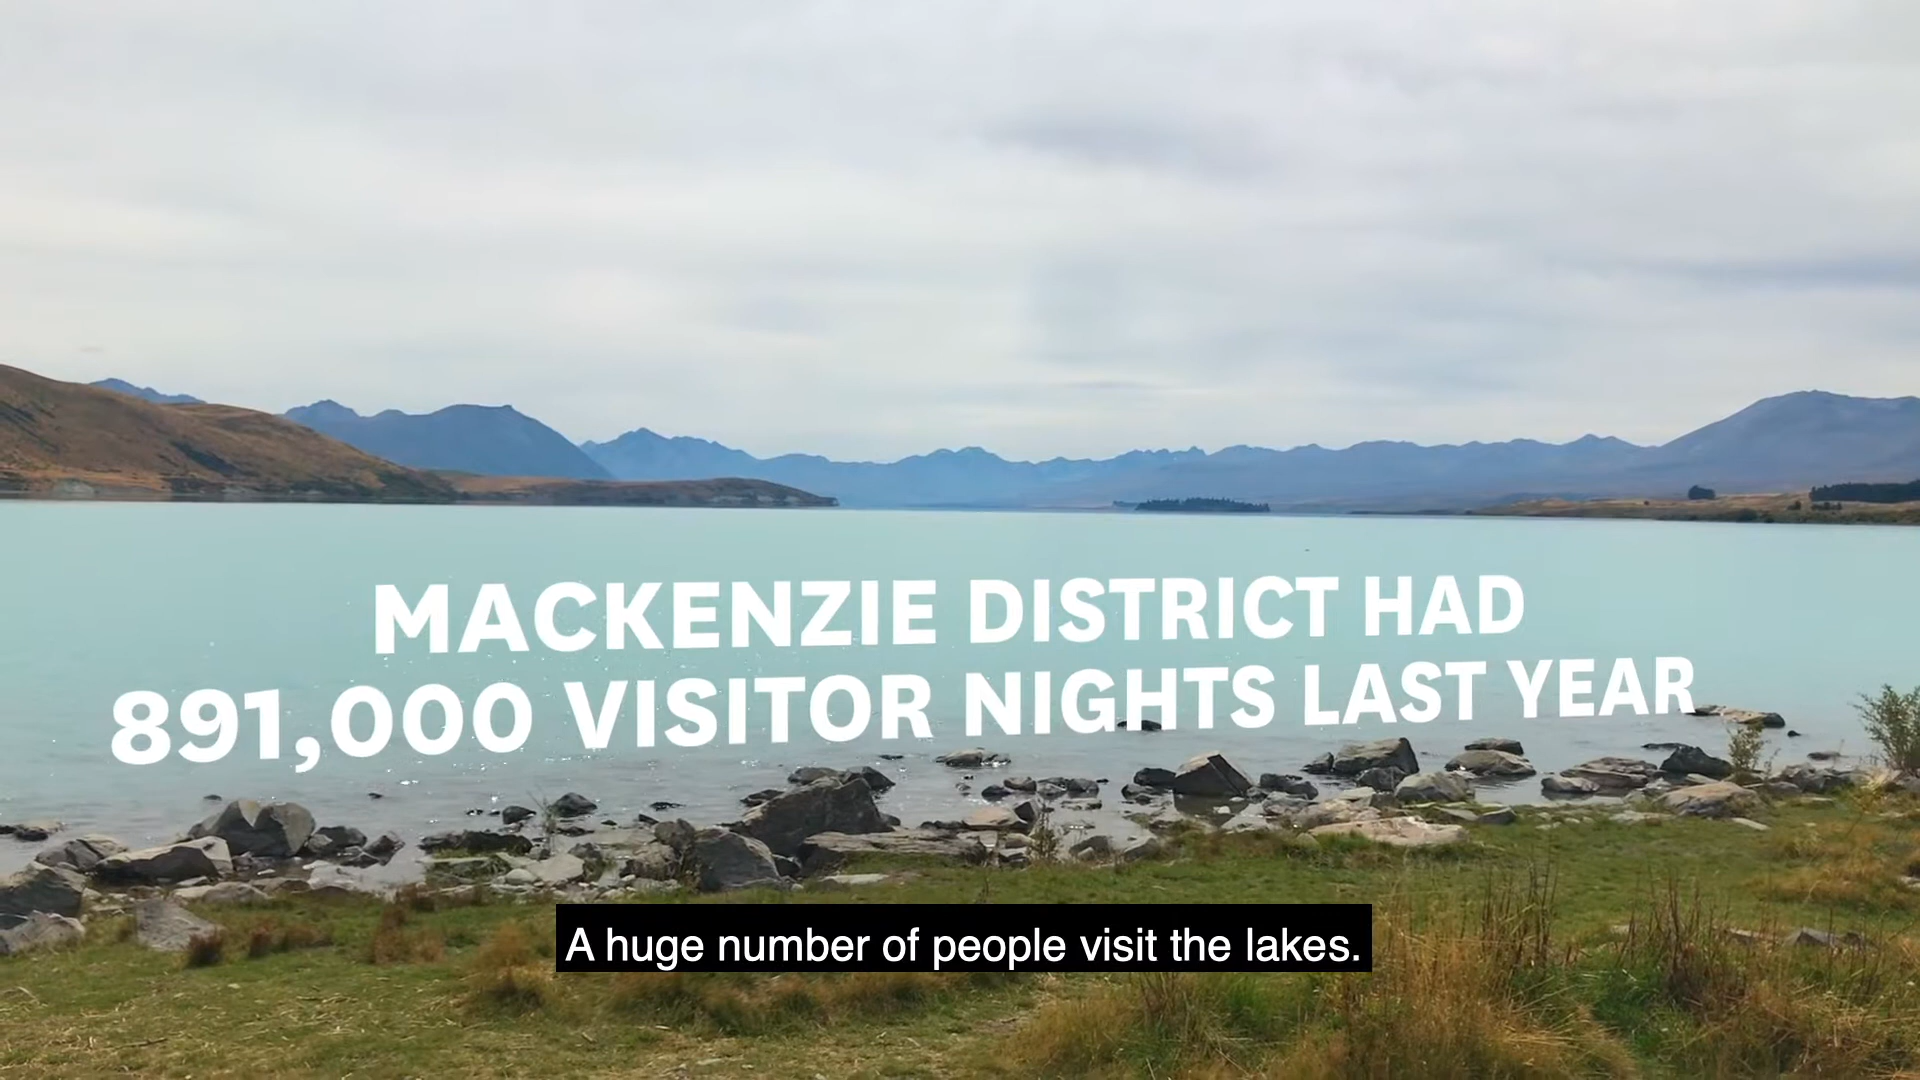 MACKENZIE DISTRICT HAD
891,000 VISITOR NIGHTS LAST YEAR
A huge number of people visit the lakes.